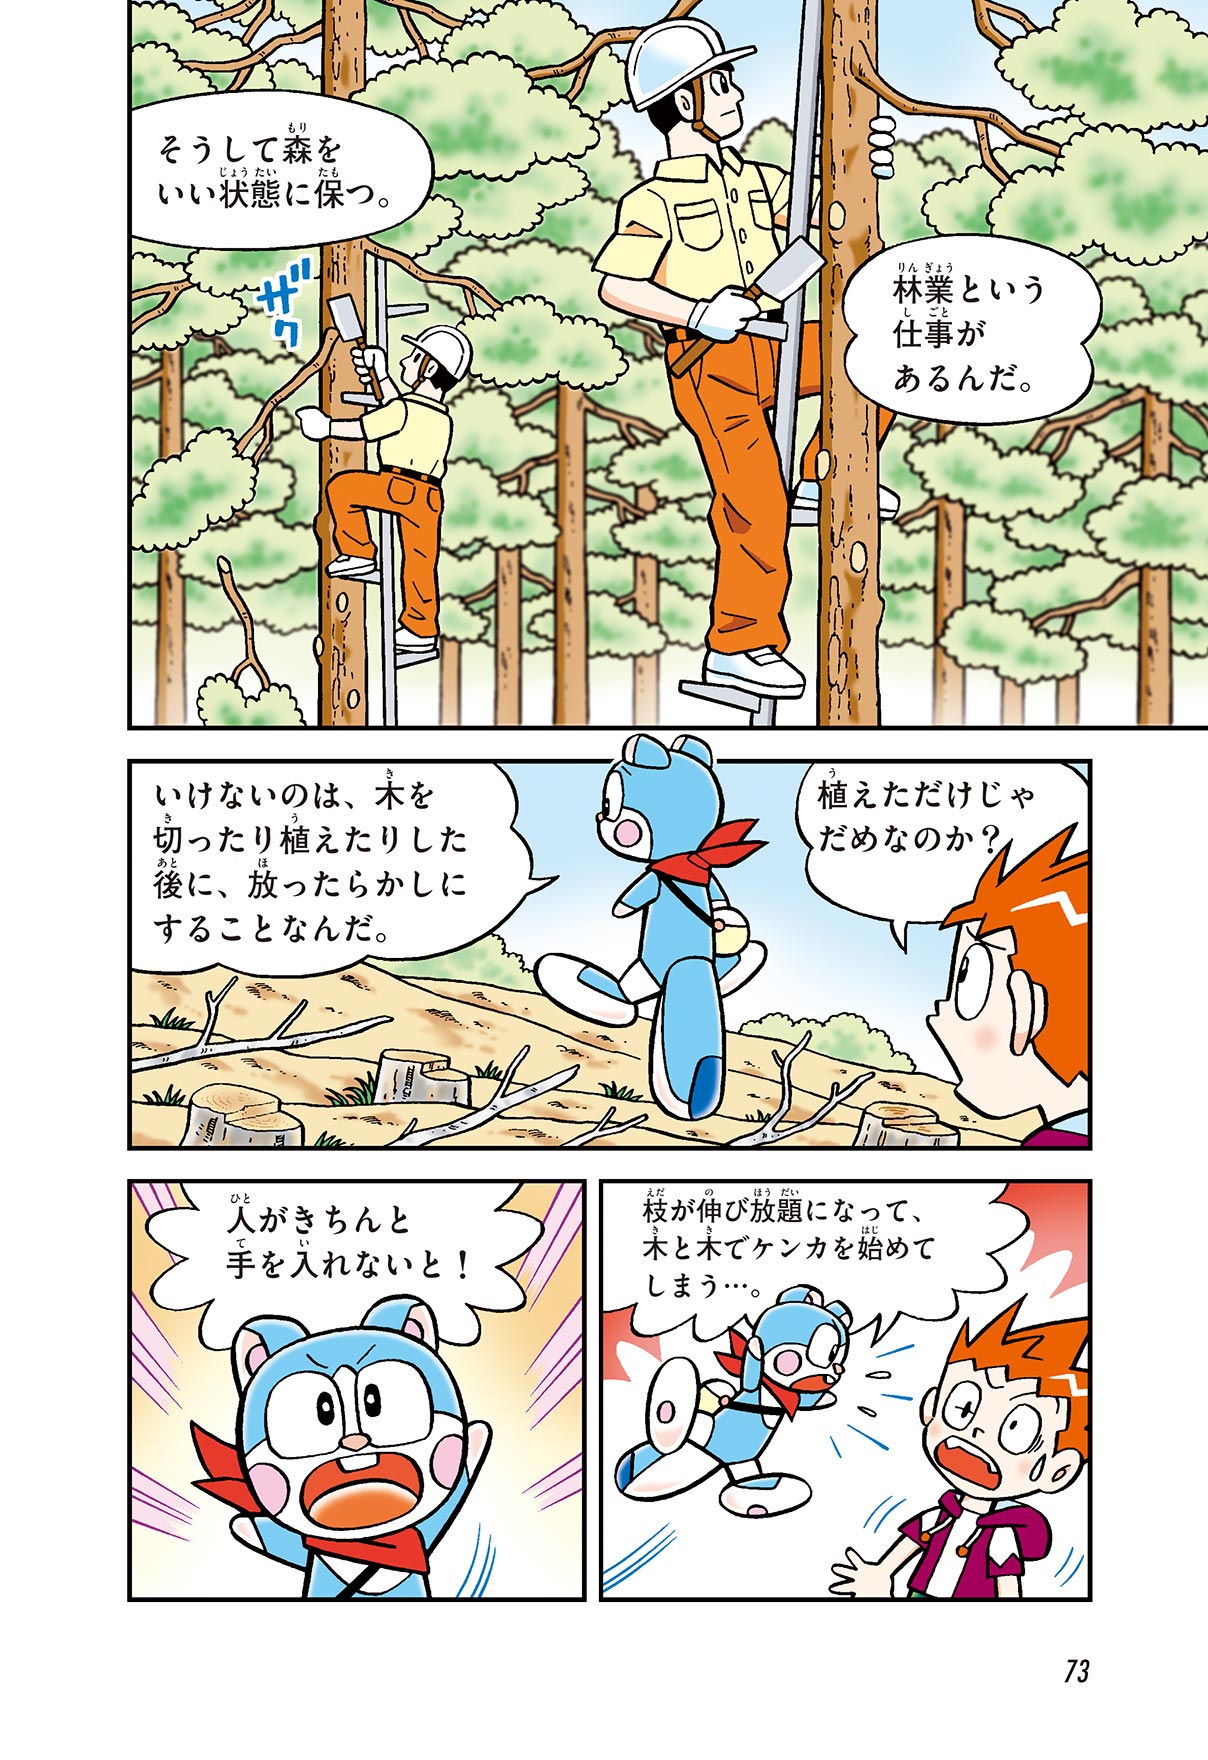 そうして森を
いい状態に保つ。
ザク
林業という
仕事が
あるんだ。
いけないのは、木を
切ったり植えたりした
後に、放ったらかしに
することなんだ。
植えただけじゃ
だめなのか？
人がきちんと
手を入れないと！
枝が伸び放題になって、
木と木でケンカを始めて
しまう…。
73